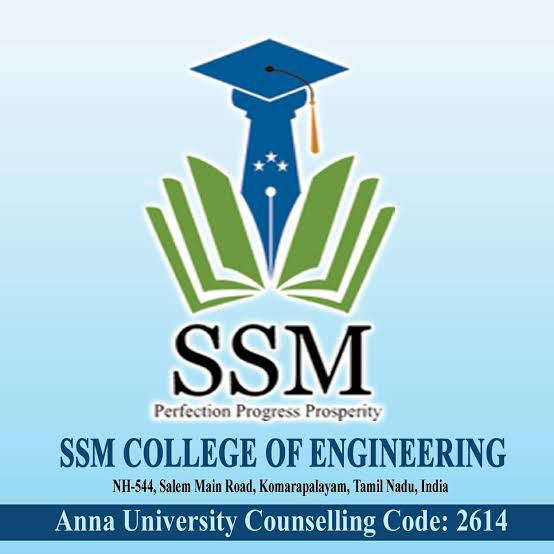 SSM
Perfection Progress Prosperity
SSM COLLEGE OF ENGINEERING
NH-544, Salem Main Road, Komarapalayam, Tamil Nadu, India
Anna University Counselling Code: 2614